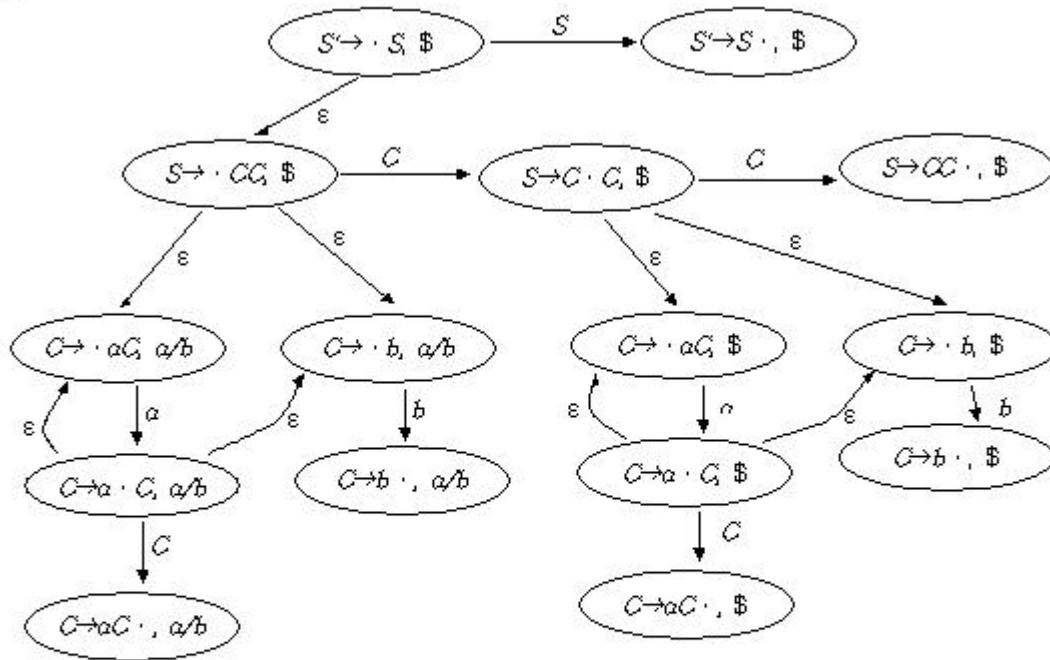 S
S'→ · S, $
S'→S · , $
ε
C
C
S→ · CC, $
S→C · C, $
S→CC · , $
ε
ε
ε
ε
C→ · aC, a/b
C→ · b, a/b
C→ · aC, $
C→ · b, $
ε
a
ε
b
ε
a
ε
b
C→a · C, a/b
C→b · , a/b
C→a · C, $
C→b · , $
C
C
C→aC · , a/b
C→aC · , $